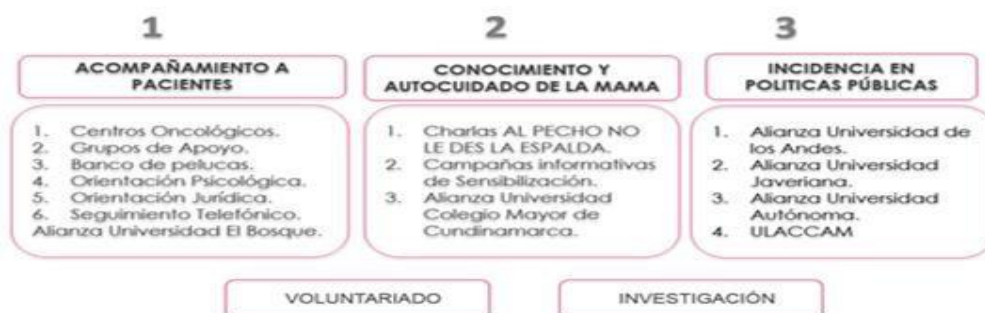 1
ACOMPAÑAMIENTO A
PACIENTES
1. Centros Oncológicos.
2. Grupos de Apoyo.
3. Banco de pelucas.
4. Orientación Psicológica.
5. Orientación Jurídica.
6. Seguimiento Telefónico.
Alianza Universidad El Bosque.
2
CONOCIMIENTO Y
AUTOCUIDADO DE LA MAMA
1. Charlas AL PECHO NO
LE DES LA ESPALDA.
2. Campañas informativas
de Sensibilización.
3. Alianza Universidad
Colegio Mayor de
Cundinamarca.
3
INCIDENCIA EN
POLITICAS PÚBLICAS
1. Alianza Universidad de
los Andes.
2. Alianza Universidad
Javeriana.
3. Alianza Universidad
Autónoma.
4. ULACCAM
VOLUNTARIADO
INVESTIGACIÓN